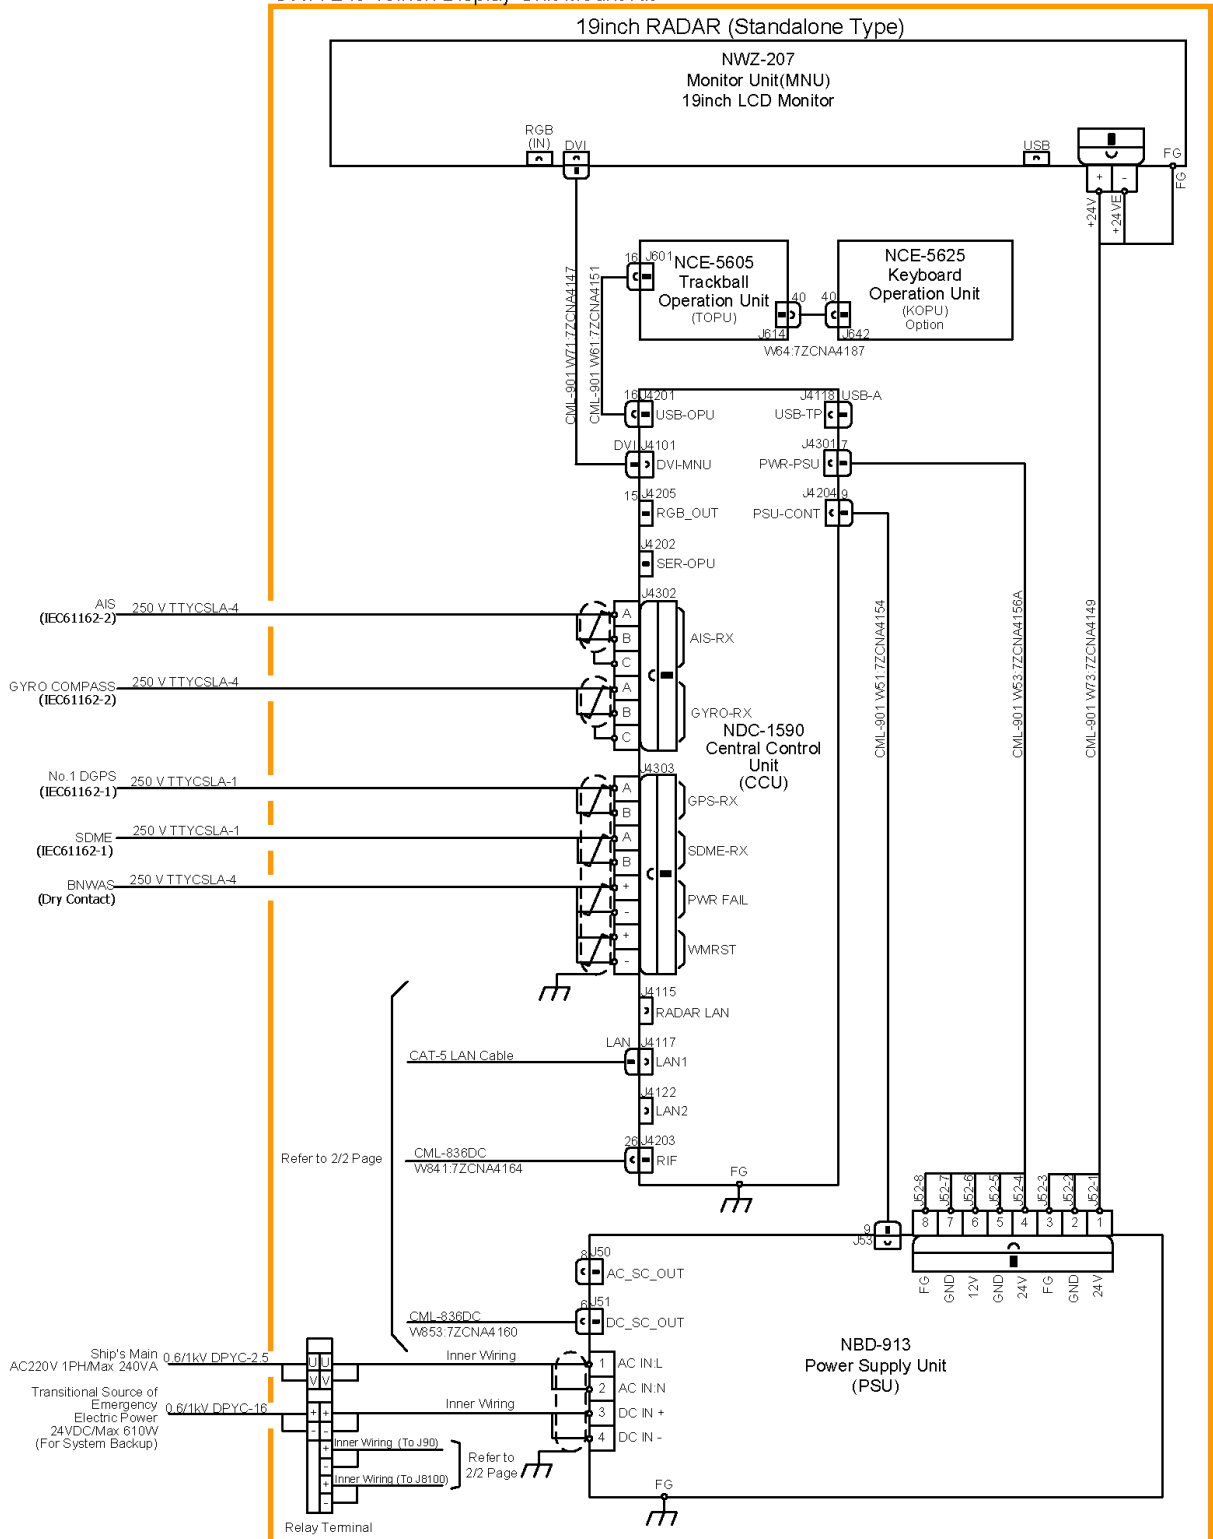 19inch RADAR (Standalone Type)
NWZ-207
Monitor Unit(MNU)
19inch LCD Monitor
RGB
(IN)
DVI
USB
FG
+
-
FG
+24V
+24VE
CML-901 W71:7ZCNA4147
CML-901 W61:7ZCNA4151
16
J601
NCE-5605
Trackball
Operation Unit
(TOPU)
40
J614
40
J642
NCE-5625
Keyboard
Operation Unit
(KOPU)
Option
W64:7ZCNA4187
16
J4201
USB-OPU
J4118
USB-A
USB-TP
DVI
J4101
DVI-MNU
J4301
7
PWR-PSU
15
J4205
RGB_OUT
J4204
9
PSU-CONT
J4202
SER-OPU
AIS
(IEC61162-2)
250 V TTYCSLA-4
J4302
A
B
C
AIS-RX
GYRO COMPASS
(IEC61162-2)
250 V TTYCSLA-4
A
B
C
GYRO-RX
NDC-1590
Central Control
Unit
(CCU)
CML-901 W51:7ZCNA4154
CML-901 W53:7ZCNA4156A
CML-901 W73:7ZCNA4149
No.1 DGPS
(IEC61162-1)
250 V TTYCSLA-1
J4303
A
B
GPS-RX
SDME
(IEC61162-1)
250 V TTYCSLA-1
A
B
SDME-RX
BNWAS
(Dry Contact)
250 V TTYCSLA-4
+
-
PWR FAIL
+
-
WMRST
J4115
RADAR LAN
CAT-5 LAN Cable
LAN
J4117
LAN1
J4122
LAN2
Refer to 2/2 Page
CML-836DC
W841:7ZCNA4164
26
J4203
RIF
FG
J52-8
J52-7
J52-6
J52-5
J52-4
J52-3
J52-2
J52-1
8
7
6
5
4
3
2
1
FG
GND
12V
GND
24V
FG
GND
24V
9
J53
8
J50
AC_SC_OUT
CML-836DC
W853:7ZCNA4160
6
J51
DC_SC_OUT
NBD-913
Power Supply Unit
(PSU)
Ship's Main
AC220V 1PH/Max 240VA
0.6/1kV DPYC-2.5
U U
V V
Inner Wiring
1
AC IN:L
2
AC IN:N
Transitional Source of
Emergency
Electric Power
24VDC/Max 610W
(For System Backup)
0.6/1kV DPYC-16
+ +
- -
Inner Wiring
3
DC IN +
4
DC IN -
+
Inner Wiring (To J90)
-
+
Inner Wiring (To J8100)
-
Refer to
2/2 Page
FG
Relay Terminal